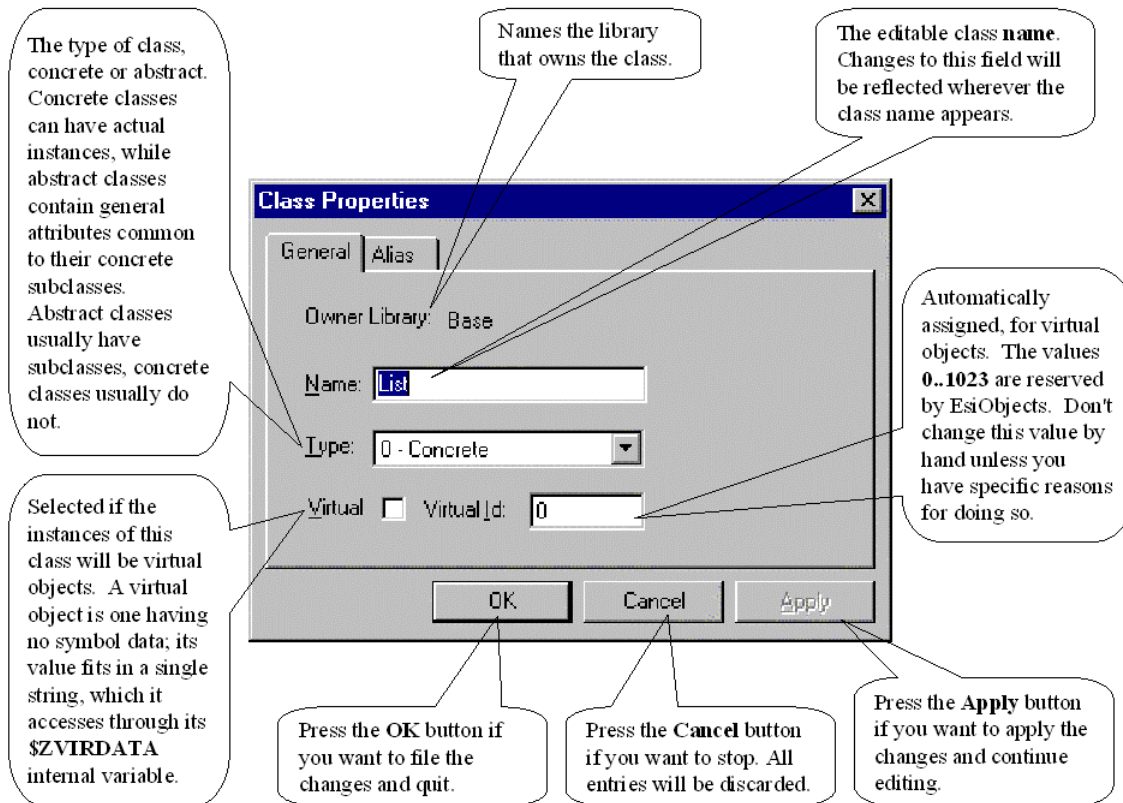 The type of class,
concrete or abstract.
Concrete classes
can have actual
instances, while
abstract classes
contain general
attributes common
to their concrete
subclasses.
Abstract classes
usually have
subclasses, concrete
classes usually do
not.
Names the library
that owns the class.
The editable class name.
Changes to this field will
be reflected wherever the
class name appears.
Class Properties
General
Alias
Owner Library: Base
Name: List
Type: 0 - Concrete
Virtual Virtual Id: 0
OK Cancel Apply
Automatically
assigned, for virtual
objects. The values
0..1023 are reserved
by EsiObjects. Don't
change this value by
hand unless you
have specific reasons
for doing so.
Selected if the
instances of this
class will be virtual
objects. A virtual
object is one having
no symbol data; its
value fits in a single
string, which it
accesses through its
$ZVIRDATA
internal variable.
Press the OK button if
you want to file the
changes and quit.
Press the Cancel button
if you want to stop. All
entries will be discarded.
Press the Apply button
if you want to apply the
changes and continue
editing.